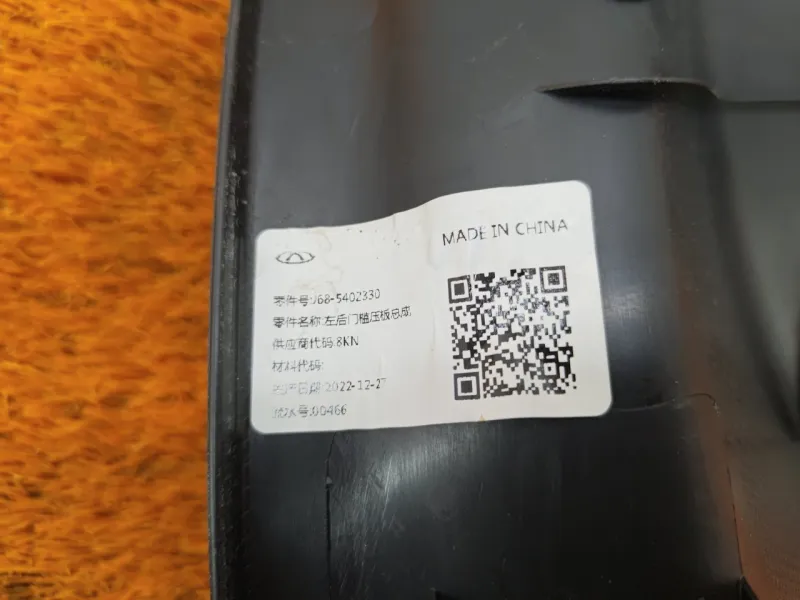 MADE IN CHINA
零件号:J68-5402330
零件名称:左后门槛压板总成
供应商代码:8KN
材料代码:
生产日期:2022-12-27
流水号:00466